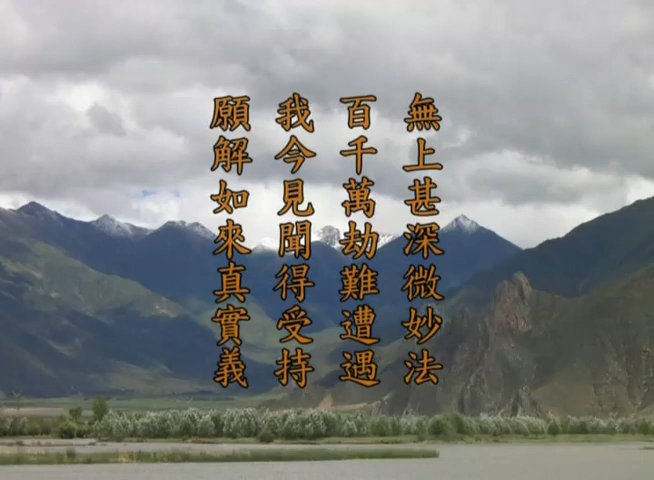 無上甚深微妙法
百千萬劫難遭遇
我今見聞得受持
願解如來真實義